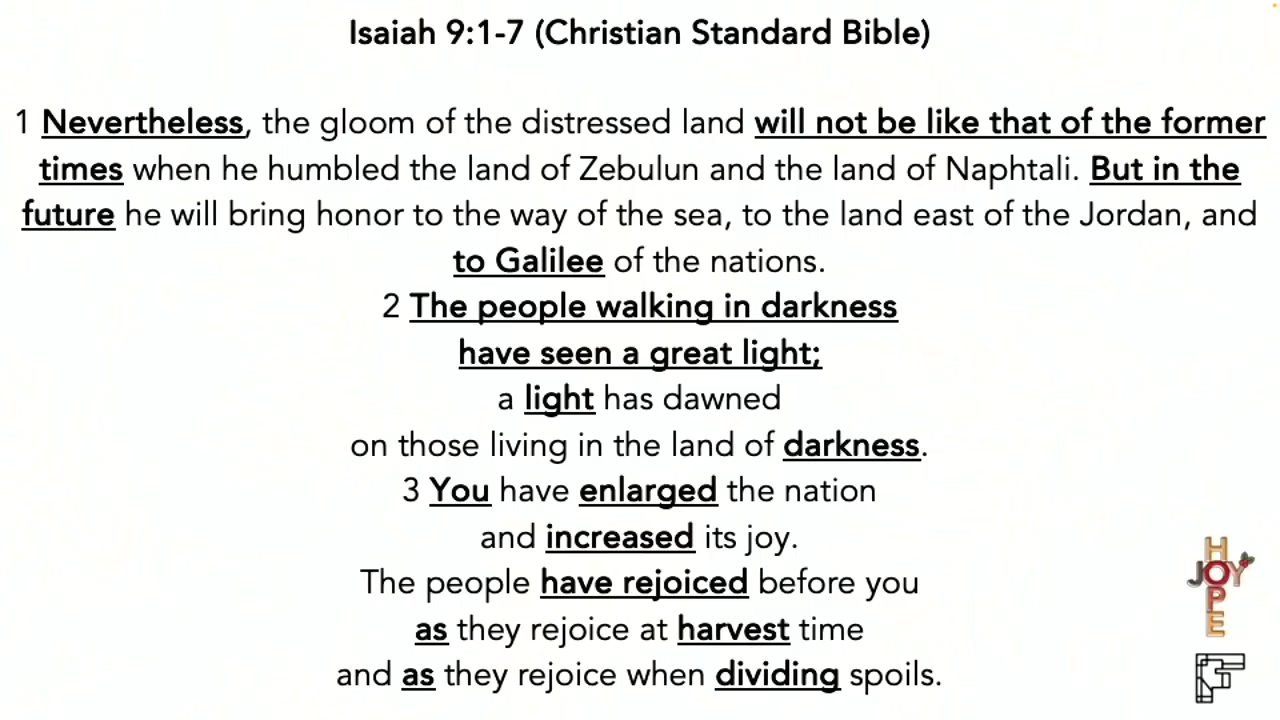 Isaiah 9:1-7 (Christian Standard Bible)
1 Nevertheless, the gloom of the distressed land will not be like that of the former
times when he humbled the land of Zebulun and the land of Naphtali. But in the
future he will bring honor to the way of the sea, to the land east of the Jordan, and
to Galilee of the nations.
2 The people walking in darkness
have seen a great light;
a light has dawned
on those living in the land of darkness.
3 You have enlarged the nation
and increased its joy.
The people have rejoiced before you
as they rejoice at harvest time
and as they rejoice when dividing spoils.
HOPE
JOY